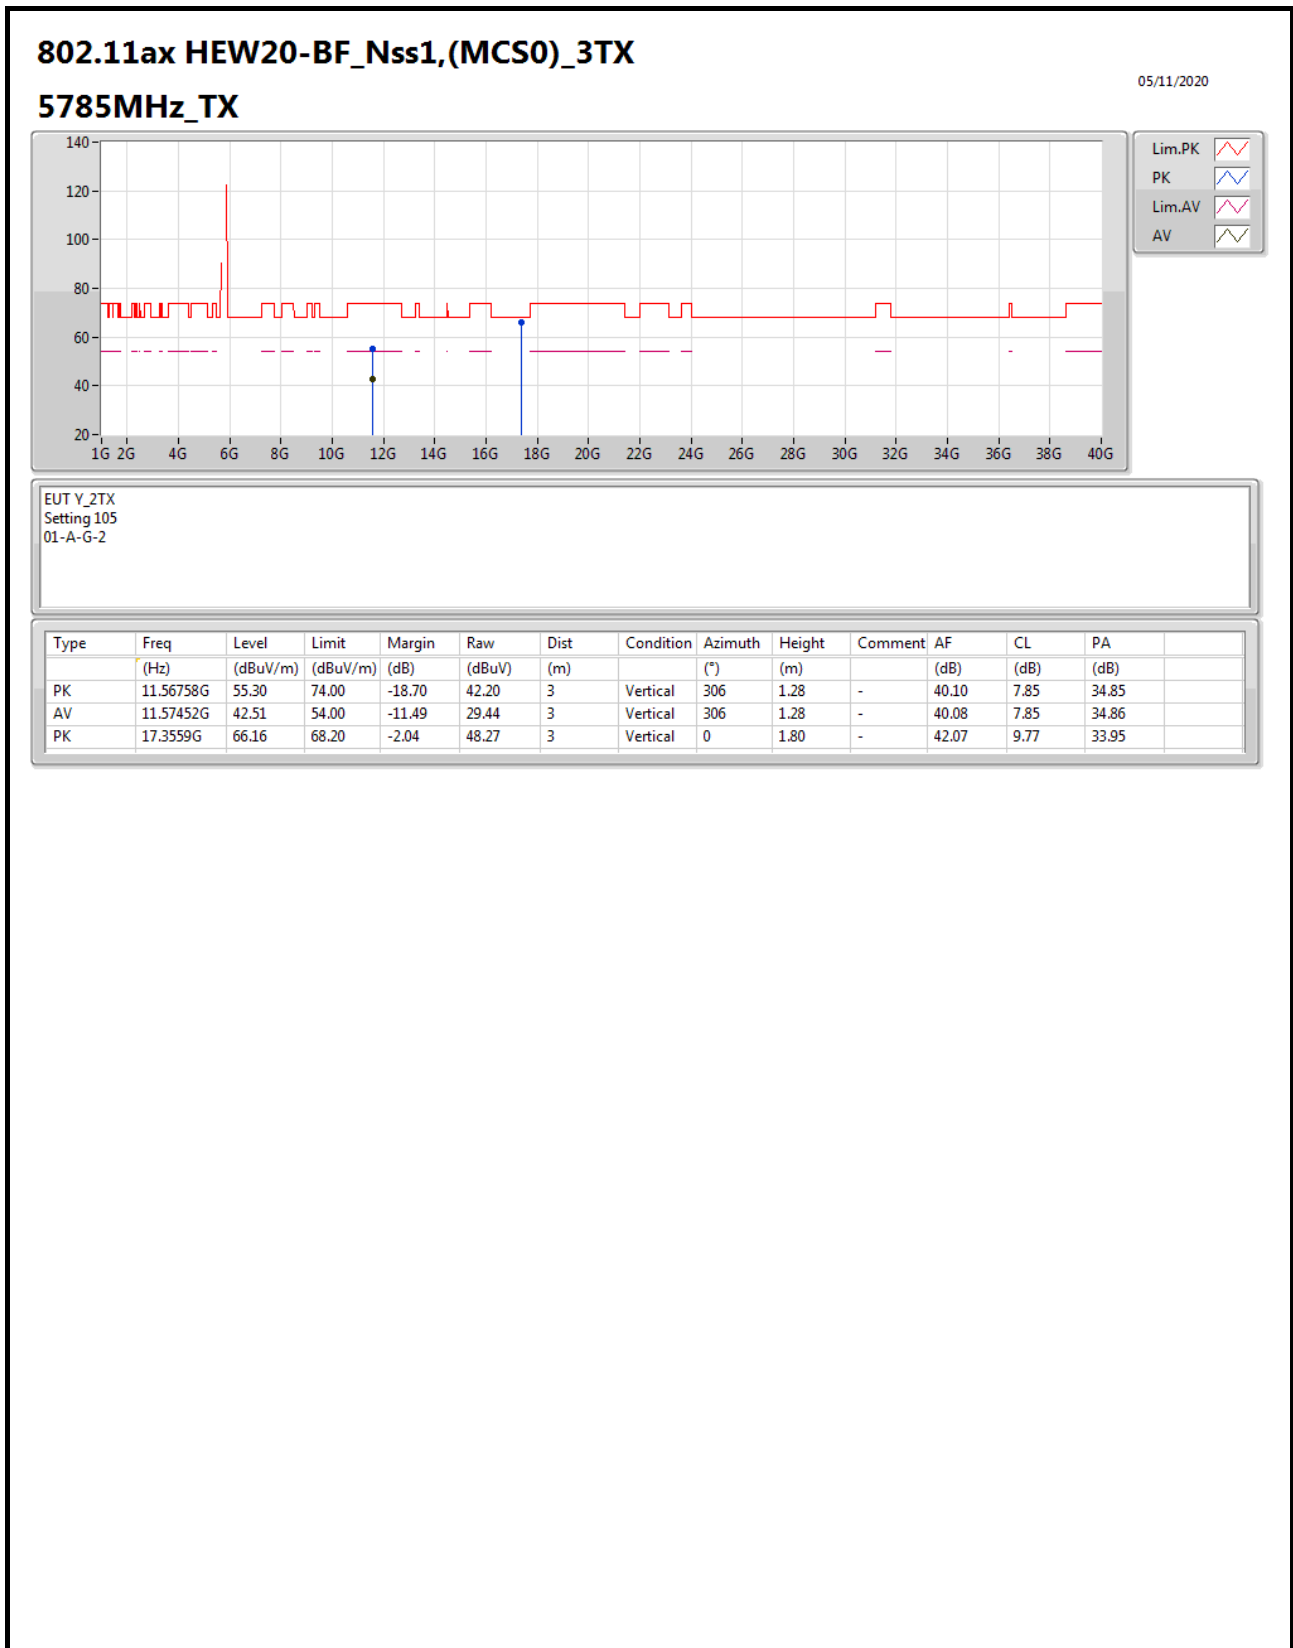 802.11ax HEW20-BF_Nss1,(MCS0)_3TX
05/11/2020
5785MHz_TX
140
120
100
80
60
40
20
1G 2G 4G 6G 8G 10G 12G 14G 16G 18G 20G 22G 24G 26G 28G 30G 32G 34G 36G 38G 40G
Lim.PK
PK
Lim.AV
AV
EUT Y_2TX
Setting 105
01-A-G-2
Type Freq Level Limit Margin Raw Dist Condition Azimuth Height Comment AF CL PA
(Hz) (dBuV/m) (dBuV/m) (dB) (dBuV) (m) (°) (m) (dB) (dB) (dB)
PK 11.56758G 55.30 74.00 -18.70 42.20 3 Vertical 306 1.28 - 40.10 7.85 34.85
AV 11.57452G 42.51 54.00 -11.49 29.44 3 Vertical 306 1.28 - 40.08 7.85 34.86
PK 17.3559G 66.16 68.20 -2.04 48.27 3 Vertical 0 1.80 - 42.07 9.77 33.95